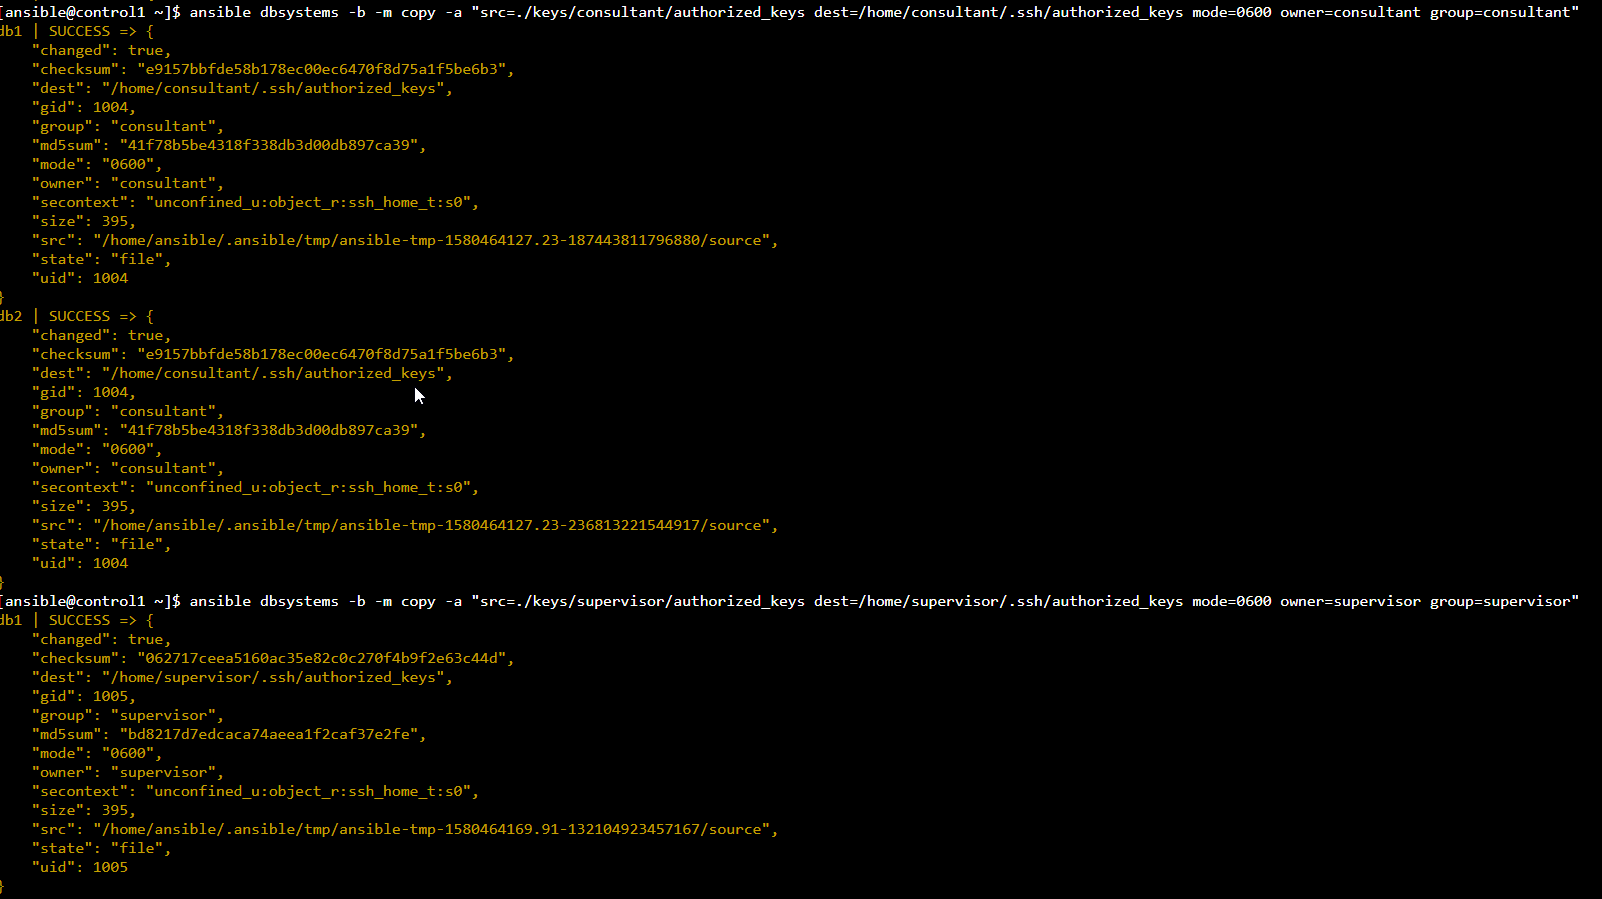 [ansible@control1 ~]$ ansible dbsystems -b -m copy -a "src=./keys/consultant/authorized_keys dest=/home/consultant/.ssh/authorized_keys mode=0600 owner=consultant group=consultant"
db1 | SUCCESS => {
    "changed": true,
    "checksum": "e9157bbfde58b178ec00ec6470f8d75a1f5be6b3",
    "dest": "/home/consultant/.ssh/authorized_keys",
    "gid": 1004,
    "group": "consultant",
    "md5sum": "41f78b5be4318f338db3d00db897ca39",
    "mode": "0600",
    "owner": "consultant",
    "secontext": "unconfined_u:object_r:ssh_home_t:s0",
    "size": 395,
    "src": "/home/ansible/.ansible/tmp/ansible-tmp-1580464127.23-187443811796880/source",
    "state": "file",
    "uid": 1004
}
db2 | SUCCESS => {
    "changed": true,
    "checksum": "e9157bbfde58b178ec00ec6470f8d75a1f5be6b3",
    "dest": "/home/consultant/.ssh/authorized_keys",
    "gid": 1004,
    "group": "consultant",
    "md5sum": "41f78b5be4318f338db3d00db897ca39",
    "mode": "0600",
    "owner": "consultant",
    "secontext": "unconfined_u:object_r:ssh_home_t:s0",
    "size": 395,
    "src": "/home/ansible/.ansible/tmp/ansible-tmp-1580464127.23-236813221544917/source",
    "state": "file",
    "uid": 1004
}
[ansible@control1 ~]$ ansible dbsystems -b -m copy -a "src=./keys/supervisor/authorized_keys dest=/home/supervisor/.ssh/authorized_keys mode=0600 owner=supervisor group=supervisor"
db1 | SUCCESS => {
    "changed": true,
    "checksum": "062717ceea5160ac35e82c0c270f4b9f2e63c44d",
    "dest": "/home/supervisor/.ssh/authorized_keys",
    "gid": 1005,
    "group": "supervisor",
    "md5sum": "bd8217d7edcaca74aeea1f2caf37e2fe",
    "mode": "0600",
    "owner": "supervisor",
    "secontext": "unconfined_u:object_r:ssh_home_t:s0",
    "size": 395,
    "src": "/home/ansible/.ansible/tmp/ansible-tmp-1580464169.91-132104923457167/source",
    "state": "file",
    "uid": 1005
}